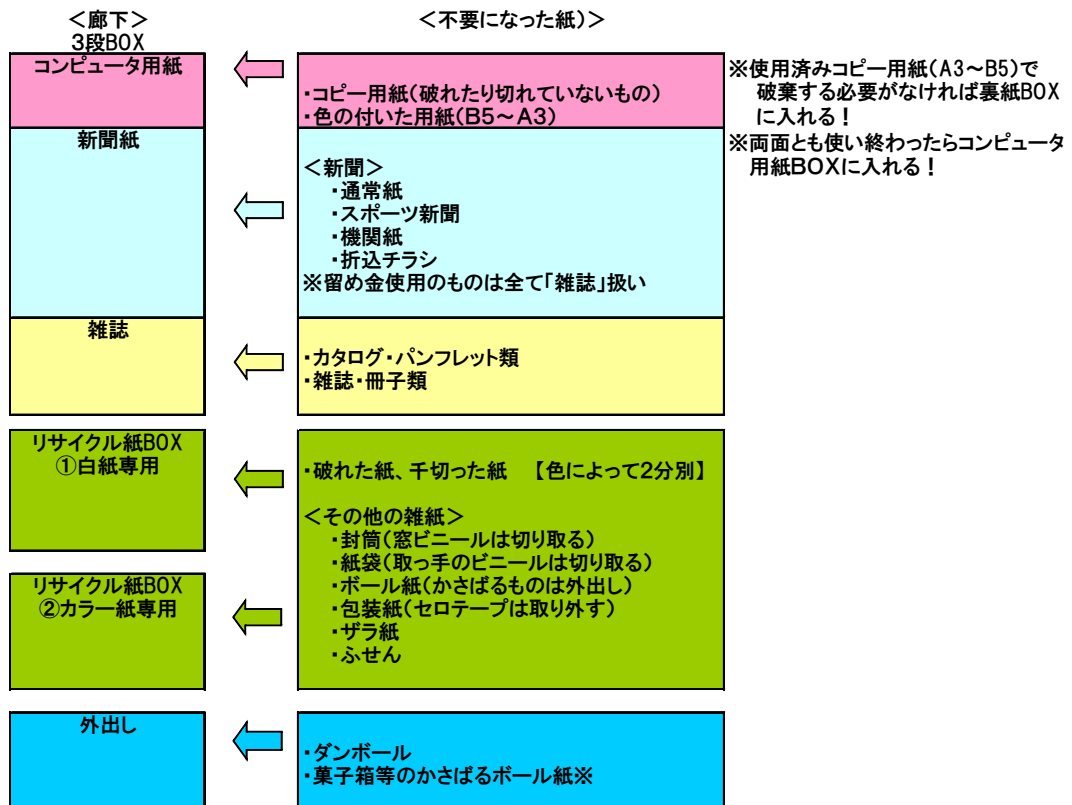 ＜廊下＞
3段BOX
＜不要になった紙)＞
コンピュータ用紙
・コピー用紙(破れたり切れていないもの)
・色の付いた用紙(B5～A3)
※使用済みコピー用紙(A3～B5)で
破棄する必要がなければ裏紙BOX
に入れる！
※両面とも使い終わったらコンピュータ
用紙BOXに入れる！
新聞紙
＜新聞＞
・通常紙
・スポーツ新聞
・機関紙
・折込チラシ
※留め金使用のものは全て「雑誌」扱い
雑誌
・カタログ・パンフレット類
・雑誌・冊子類
リサイクル紙BOX
①白紙専用
・破れた紙、千切った紙　【色によって2分別】
＜その他の雑紙＞
・封筒(窓ビニールは切り取る)
・紙袋(取っ手のビニールは切り取る)
・ボール紙(かさばるものは外出し)
・包装紙(セロテープは取り外す)
・ザラ紙
・ふせん
リサイクル紙BOX
②カラー紙専用
外出し
・ダンボール
・菓子箱等のかさばるボール紙※